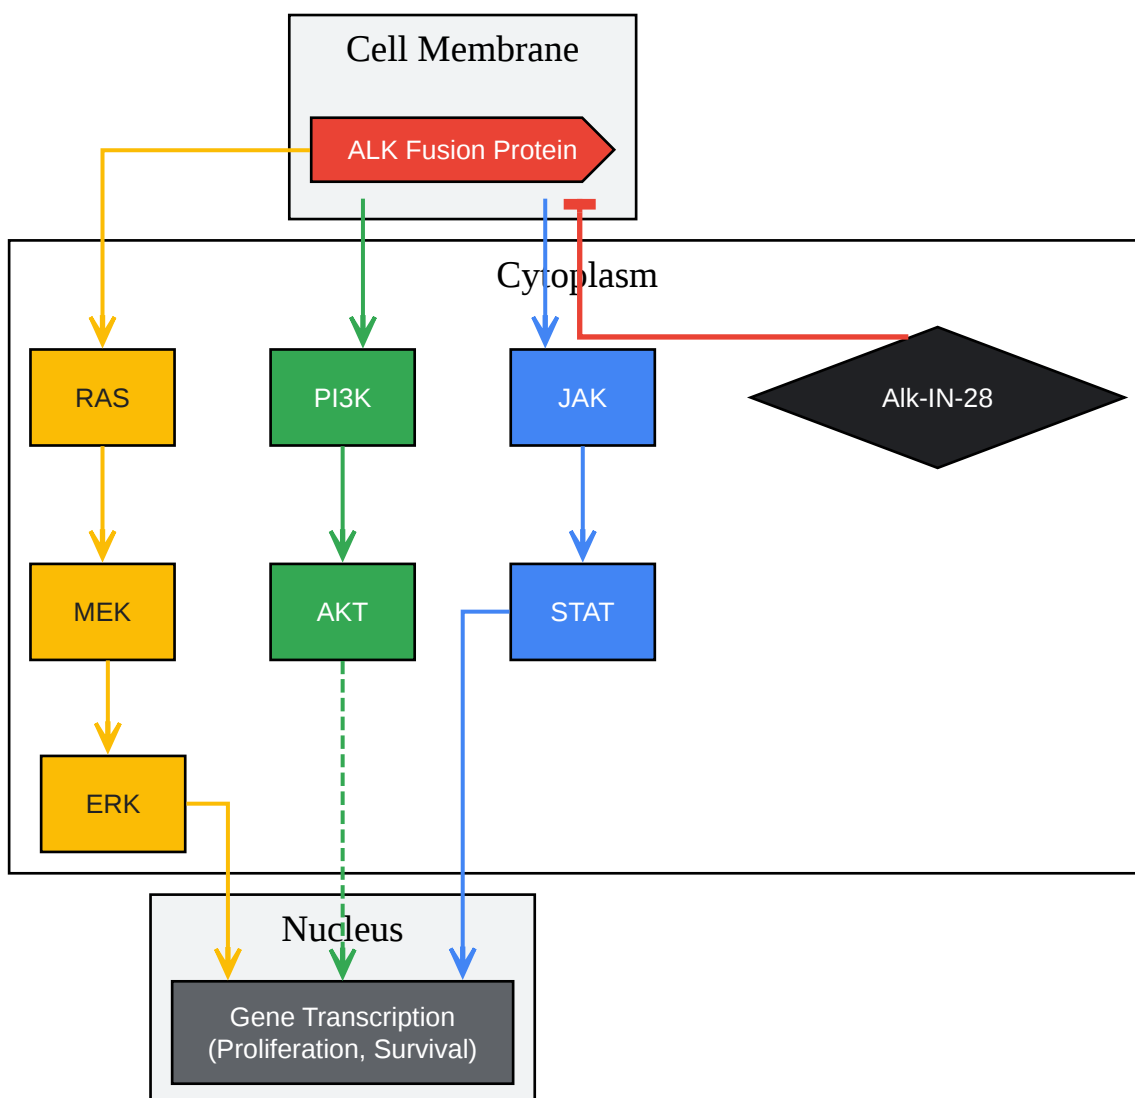 Cell Membrane
ALK Fusion Protein
Cytoplasm
RAS
PI3K
JAK
Alk-IN-28
MEK
AKT
STAT
ERK
Nucleus
Gene Transcription
(Proliferation, Survival)